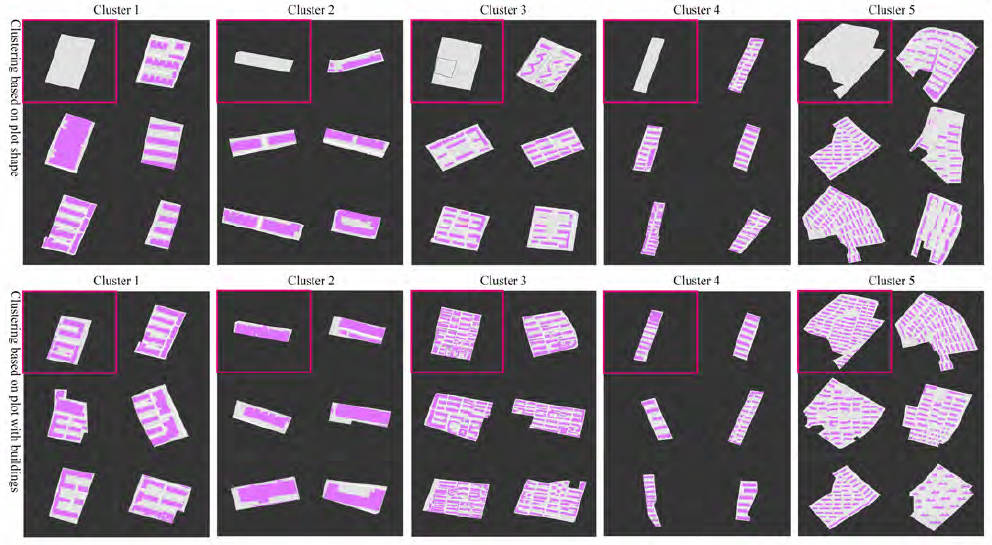 Cluster 1 Cluster 2 Cluster 3 Cluster 4 Cluster 5
Clustering based on plot shape
Cluster 1 Cluster 2 Cluster 3 Cluster 4 Cluster 5
Clustering based on plot with buildings